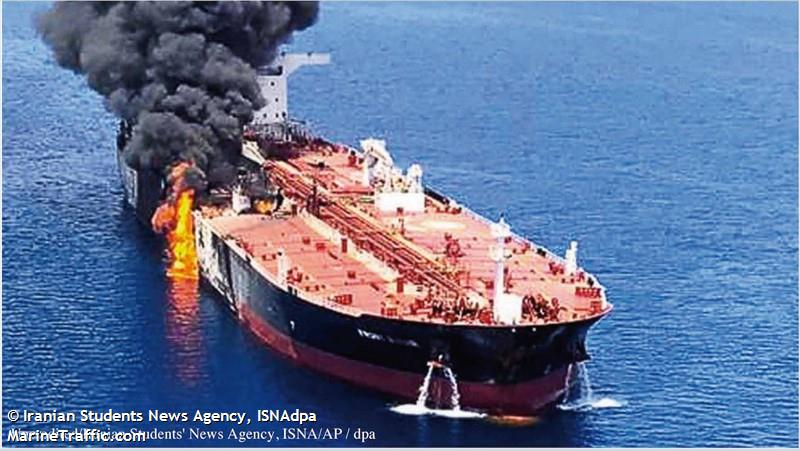 © Iranian Students News Agency, ISNAdpa
MarineTraffic.com
Students' News Agency, ISNA/AP / dpa